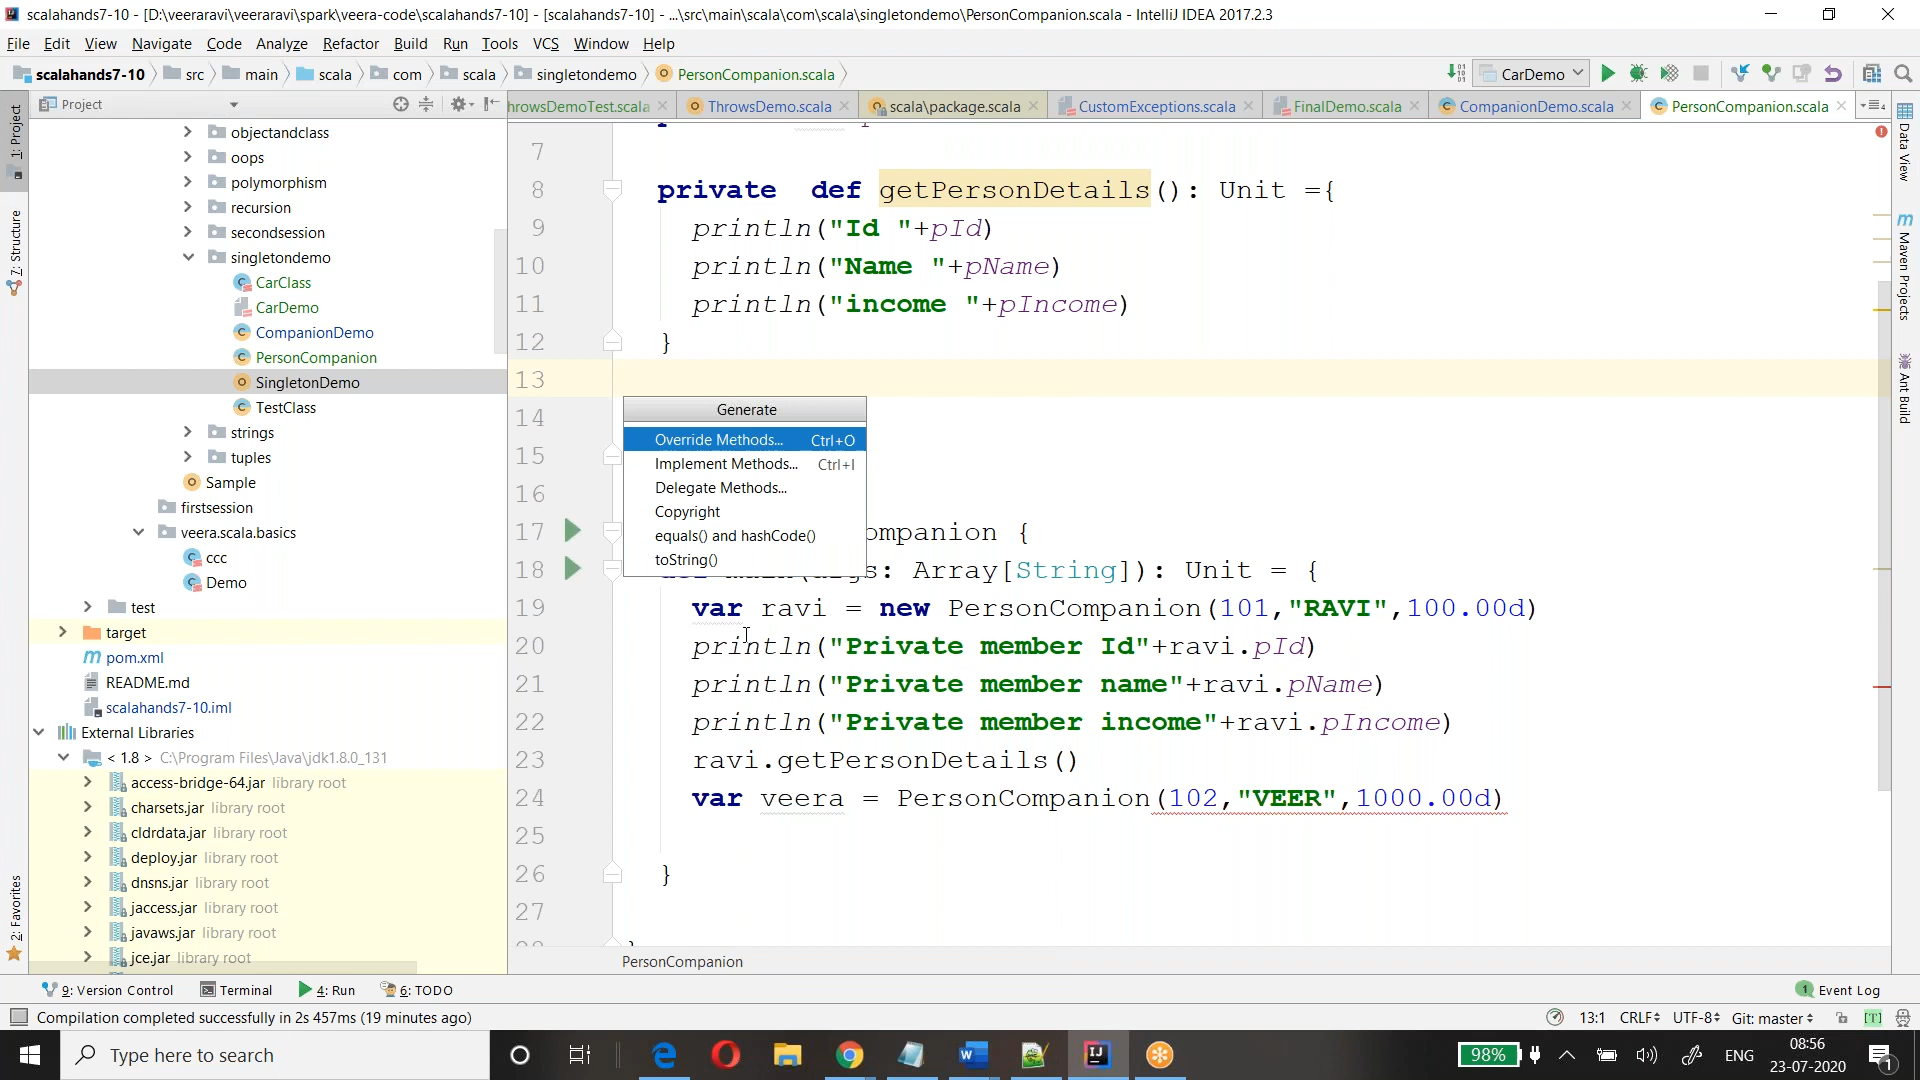 scalahands7-10 - [D:\veeraravi\veeraravi\spark\veera-code\scalahands7-10] - [scalahands7-10] - ...\src\main\scala\com\scala\singletondemo\PersonCompanion.scala - IntelliJ IDEA 2017.2.3
File Edit View Navigate Code Analyze Refactor Build Run Tools VCS Window Help
scalahands7-10 src main scala com scala singletondemo PersonCompanion.scala CarDemo
Project
hrowsDemoTest.scala ThrowsDemo.scala scala\package.scala CustomExceptions.scala FinalDemo.scala CompanionDemo.scala PersonCompanion.scala
1: Project
7: Structure
2: Favorites
objectandclass
oops
polymorphism
recursion
secondsession
singletondemo
CarClass
CarDemo
CompanionDemo
PersonCompanion
SingletonDemo
TestClass
strings
tuples
Sample
firstsession
veera.scala.basics
ccc
Demo
test
target
pom.xml
README.md
scalahands7-10.iml
External Libraries
< 1.8 > C:\Program Files\Java\jdk1.8.0_131
access-bridge-64.jar library root
charsets.jar library root
cldrdata.jar library root
deploy.jar library root
dnsns.jar library root
jaccess.jar library root
javaws.jar library root
jce.jar library root
7
8 private def getPersonDetails(): Unit ={
9 println("Id "+pId)
10 println("Name "+pName)
11 println("income "+pIncome)
12 }
13
14
15
16
17 ompanion {
18 : Array[String]): Unit = {
19 var ravi = new PersonCompanion(101,"RAVI",100.00d)
20 println("Private member Id"+ravi.pId)
21 println("Private member name"+ravi.pName)
22 println("Private member income"+ravi.pIncome)
23 ravi.getPersonDetails()
24 var veera = PersonCompanion(102,"VEER",1000.00d)
25
26 }
27
Generate
Override Methods... Ctrl+O
Implement Methods... Ctrl+I
Delegate Methods...
Copyright
equals() and hashCode()
toString()
PersonCompanion
Data View
Maven Projects
Ant Build
9: Version Control Terminal 4: Run 6: TODO 1 Event Log
Compilation completed successfully in 2s 457ms (19 minutes ago) 13:1 CRLF UTF-8 Git: master [T]
Type here to search 98% ENG 08:56
23-07-2020
1